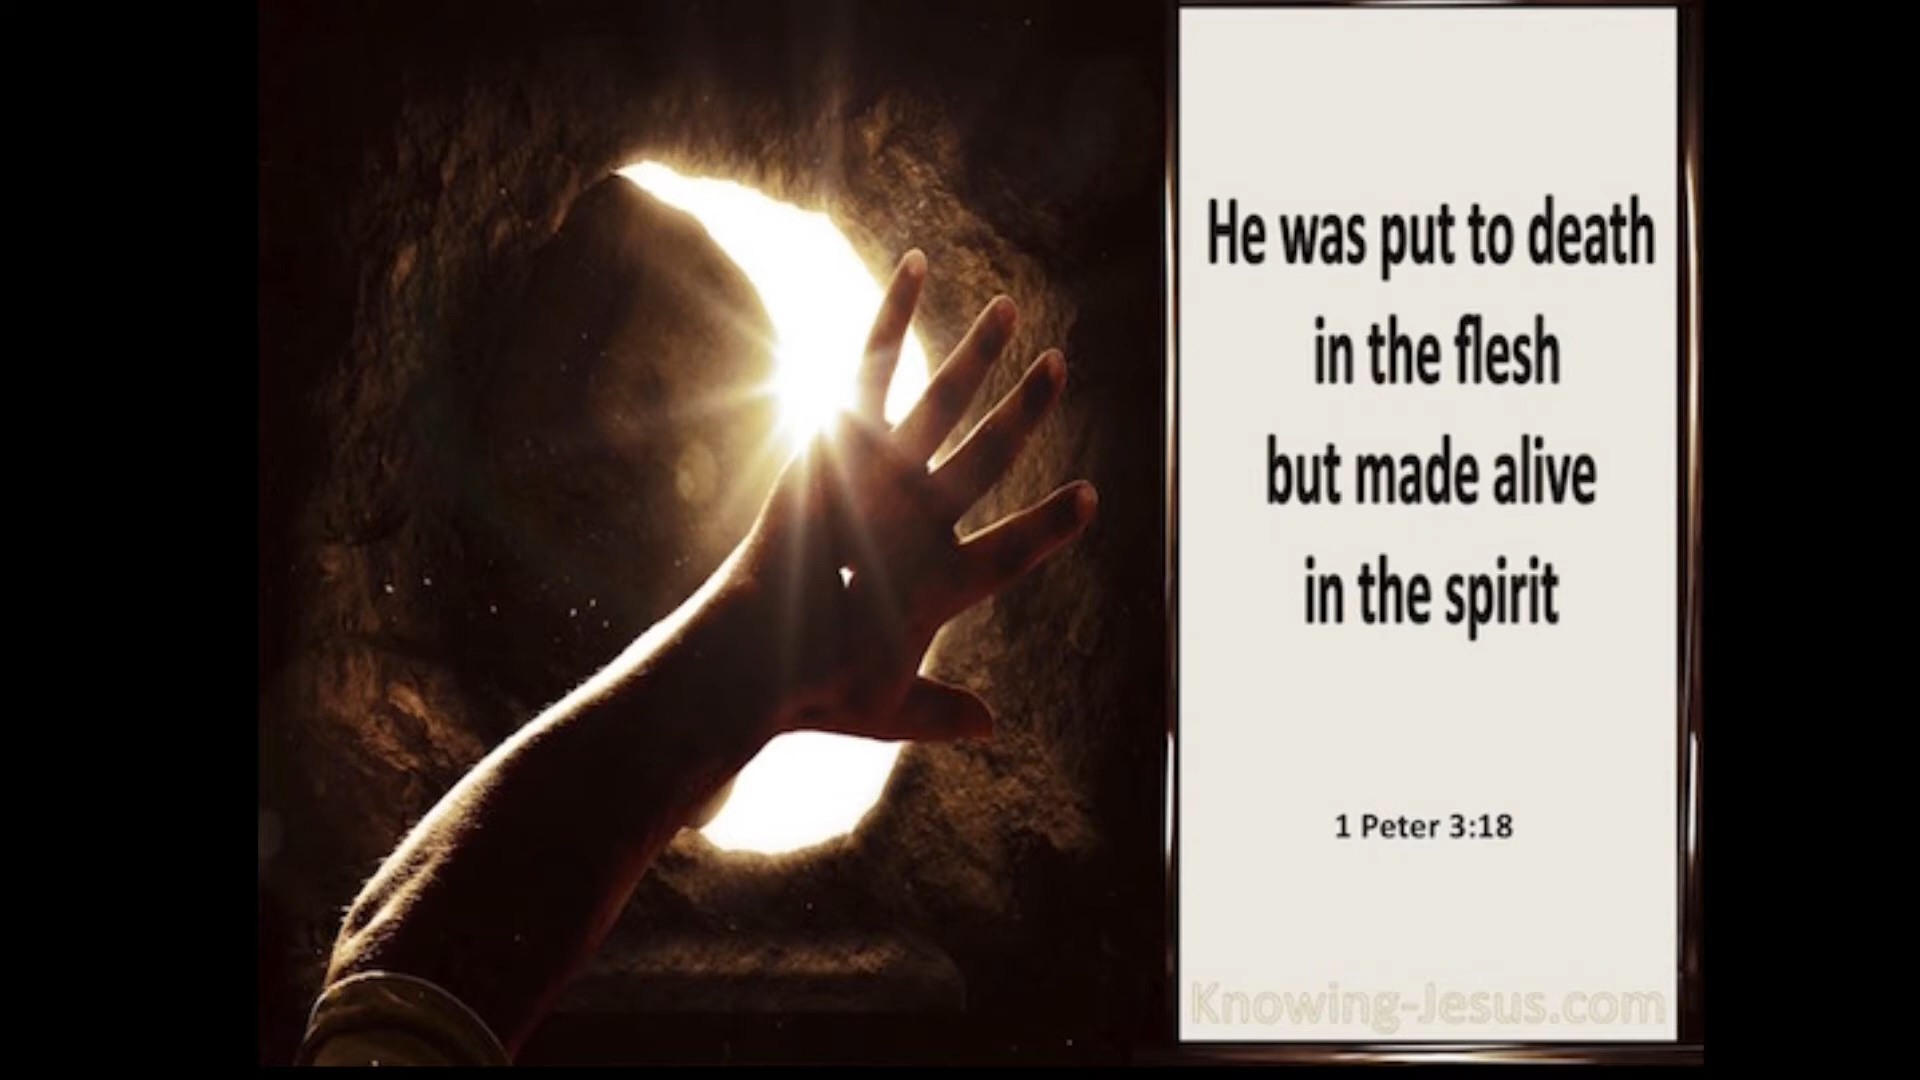 He was put to death
in the flesh
but made alive
in the spirit
1 Peter 3:18
Knowing-Jesus.com